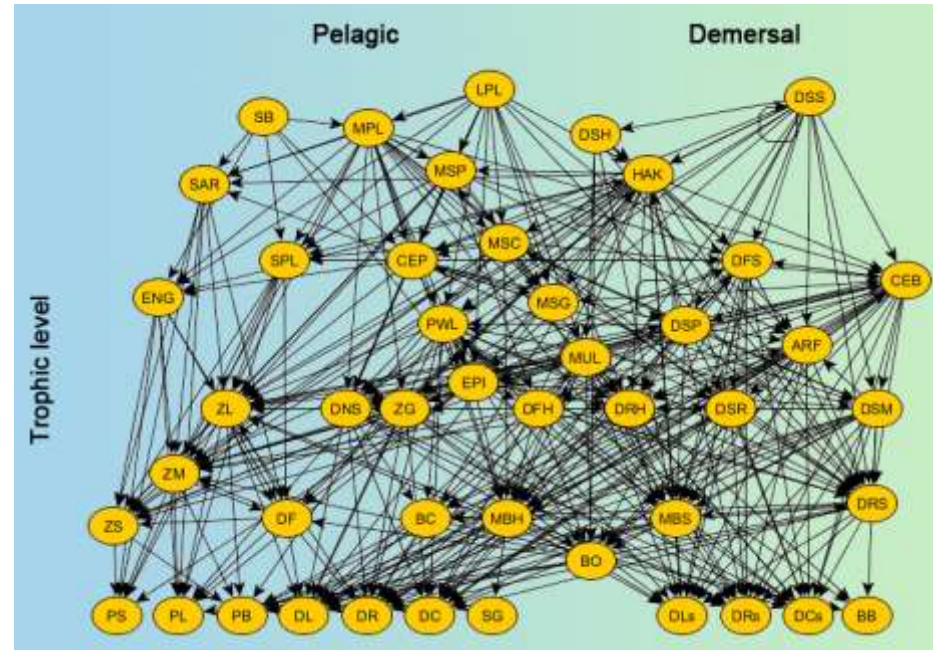 Pelagic Demersal
LPL
DSS
SB
MPL
DSH
MSP
HAK
SAR
MSC
SPL
CEP
DFS
CEB
ENG
MSG
PWL
DSP
MUL
ARF
EPI
ZL
DNS
ZG
DFH
DRH
DSR
DSM
ZM
DRS
ZS
DF
BC
MBH
MBS
BO
PS PL PB DL DR DC SG DLs DRs DCs BB
Trophic level